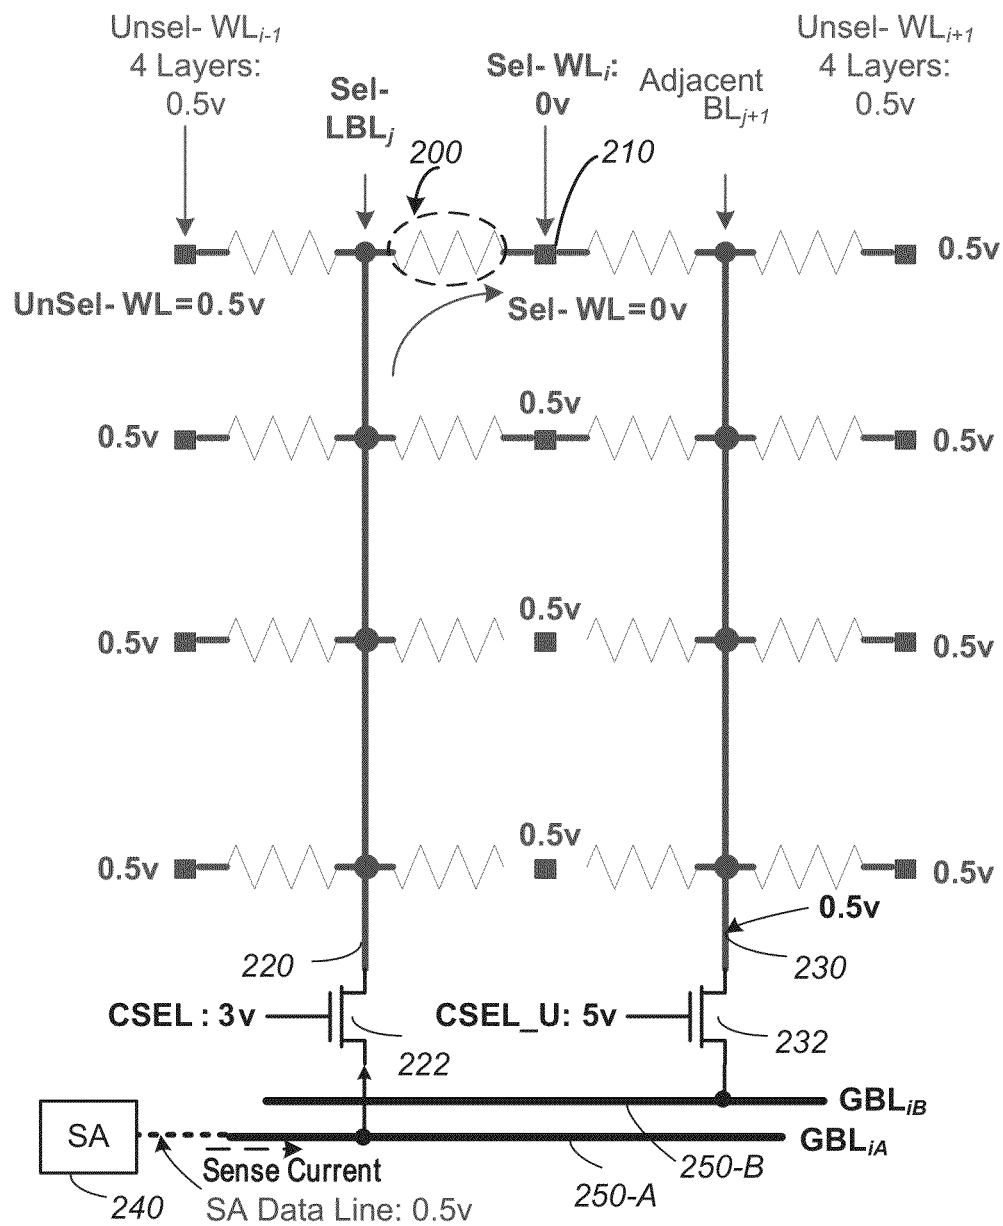 Unsel- WLi-1
4 Layers:
0.5v
Sel-
LBLj
Sel- WLi:
0v
Adjacent
BLj+1
Unsel- WLi+1
4 Layers:
0.5v
200
210
0.5v
UnSel- WL=0.5v
Sel- WL=0v
0.5v
0.5v
0.5v
0.5v
0.5v
0.5v
0.5v
0.5v
0.5v
0.5v
220
230
CSEL : 3v
CSEL_U: 5v
222
232
GBLiB
SA
GBLiA
Sense Current
250-B
240
SA Data Line: 0.5v
250-A